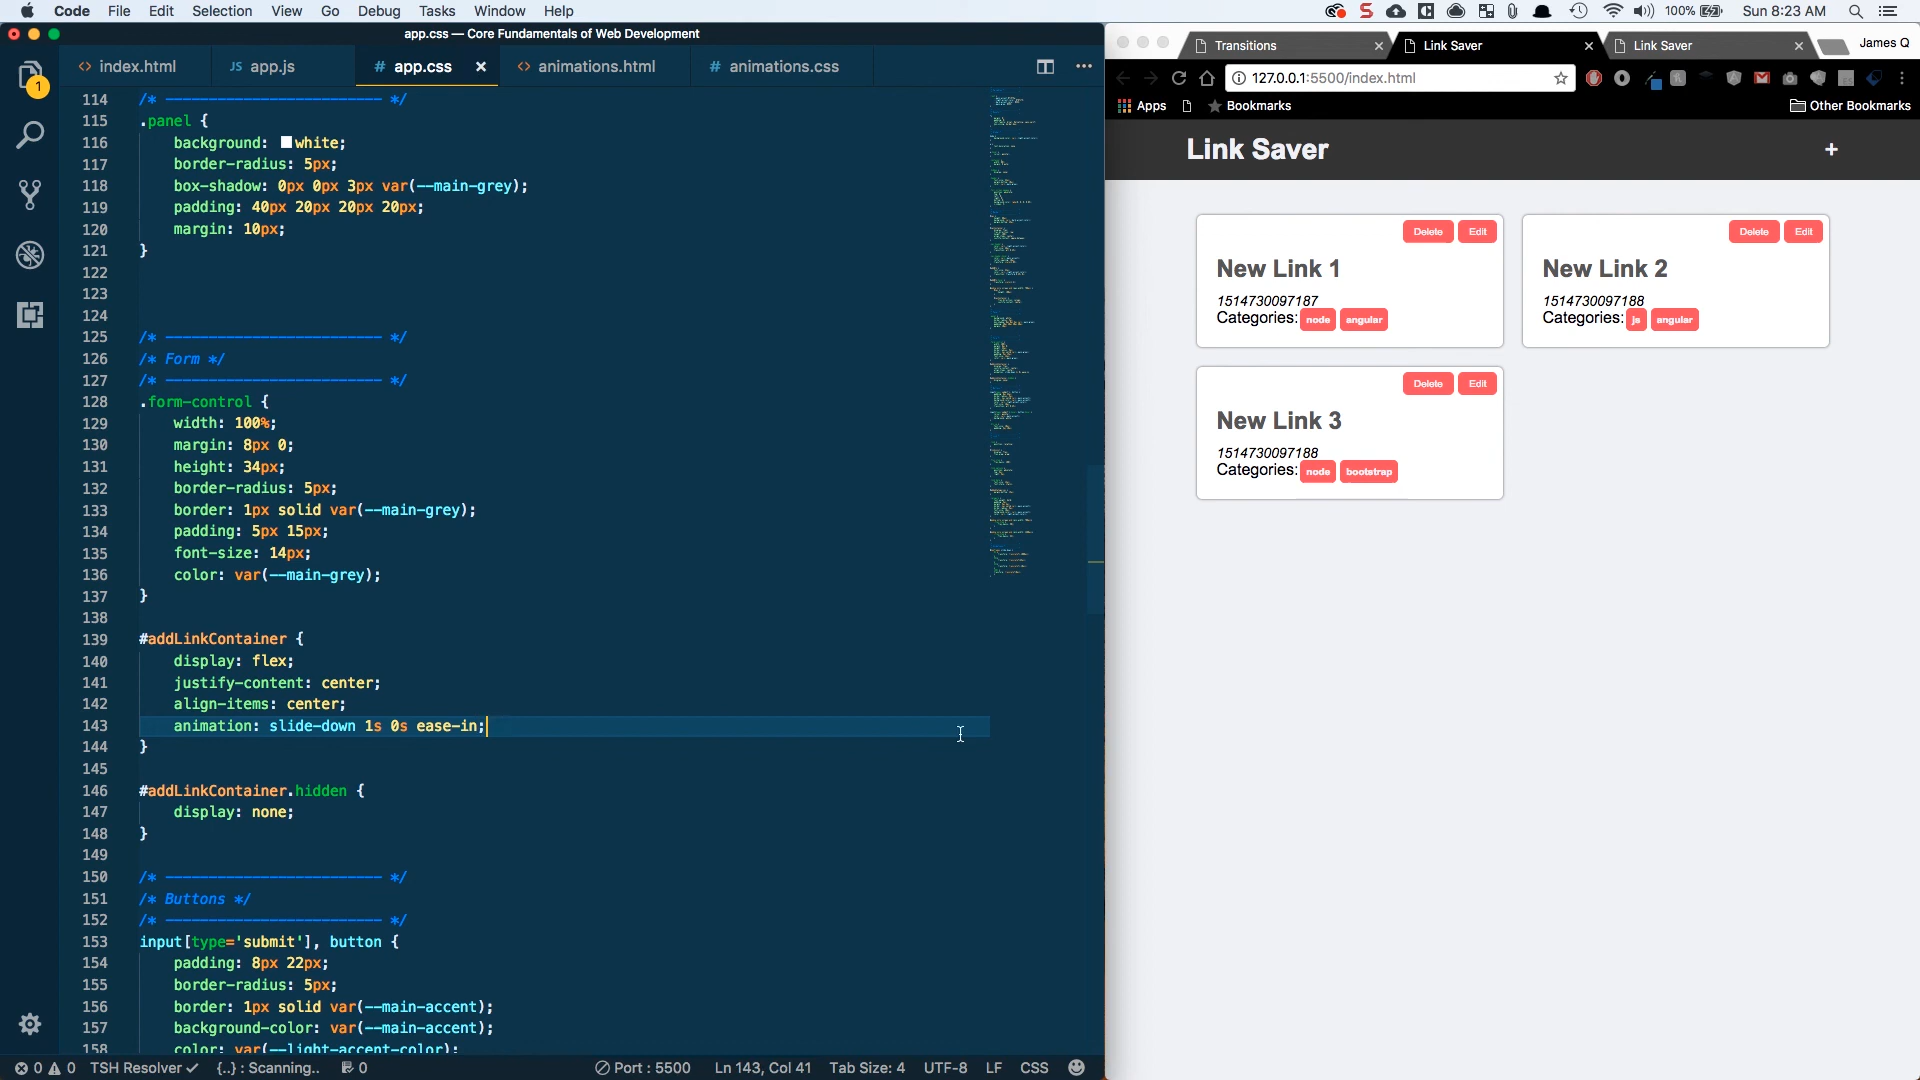 Code File Edit Selection View Go Debug Tasks Window Help
100% Sun 8:23 AM
app.css — Core Fundamentals of Web Development
index.html
JS app.js
# app.css
animations.html
# animations.css
1
114 /* ————————————————————————— */
115 .panel {
116 background: white;
117 border-radius: 5px;
118 box-shadow: 0px 0px 3px var(--main-grey);
119 padding: 40px 20px 20px 20px;
120 margin: 10px;
121 }
122
123
124
125 /* ————————————————————————— */
126 /* Form */
127 /* ————————————————————————— */
128 .form-control {
129 width: 100%;
130 margin: 8px 0;
131 height: 34px;
132 border-radius: 5px;
133 border: 1px solid var(--main-grey);
134 padding: 5px 15px;
135 font-size: 14px;
136 color: var(--main-grey);
137 }
138
139 #addLinkContainer {
140 display: flex;
141 justify-content: center;
142 align-items: center;
143 animation: slide-down 1s 0s ease-in;
144 }
145
146 #addLinkContainer.hidden {
147 display: none;
148 }
149
150 /* ————————————————————————— */
151 /* Buttons */
152 /* ————————————————————————— */
153 input[type='submit'], button {
154 padding: 8px 22px;
155 border-radius: 5px;
156 border: 1px solid var(--main-accent);
157 background-color: var(--main-accent);
158 color: var(--light-accent-color);
0 0 TSH Resolver {..} : Scanning.. 0 Port : 5500 Ln 143, Col 41 Tab Size: 4 UTF-8 LF CSS
Transitions
Link Saver
Link Saver
James Q
127.0.0.1:5500/index.html
Apps Bookmarks Other Bookmarks
Link Saver +
Delete Edit
New Link 1
1514730097187
Categories: node angular
Delete Edit
New Link 2
1514730097188
Categories: js angular
Delete Edit
New Link 3
1514730097188
Categories: node bootstrap